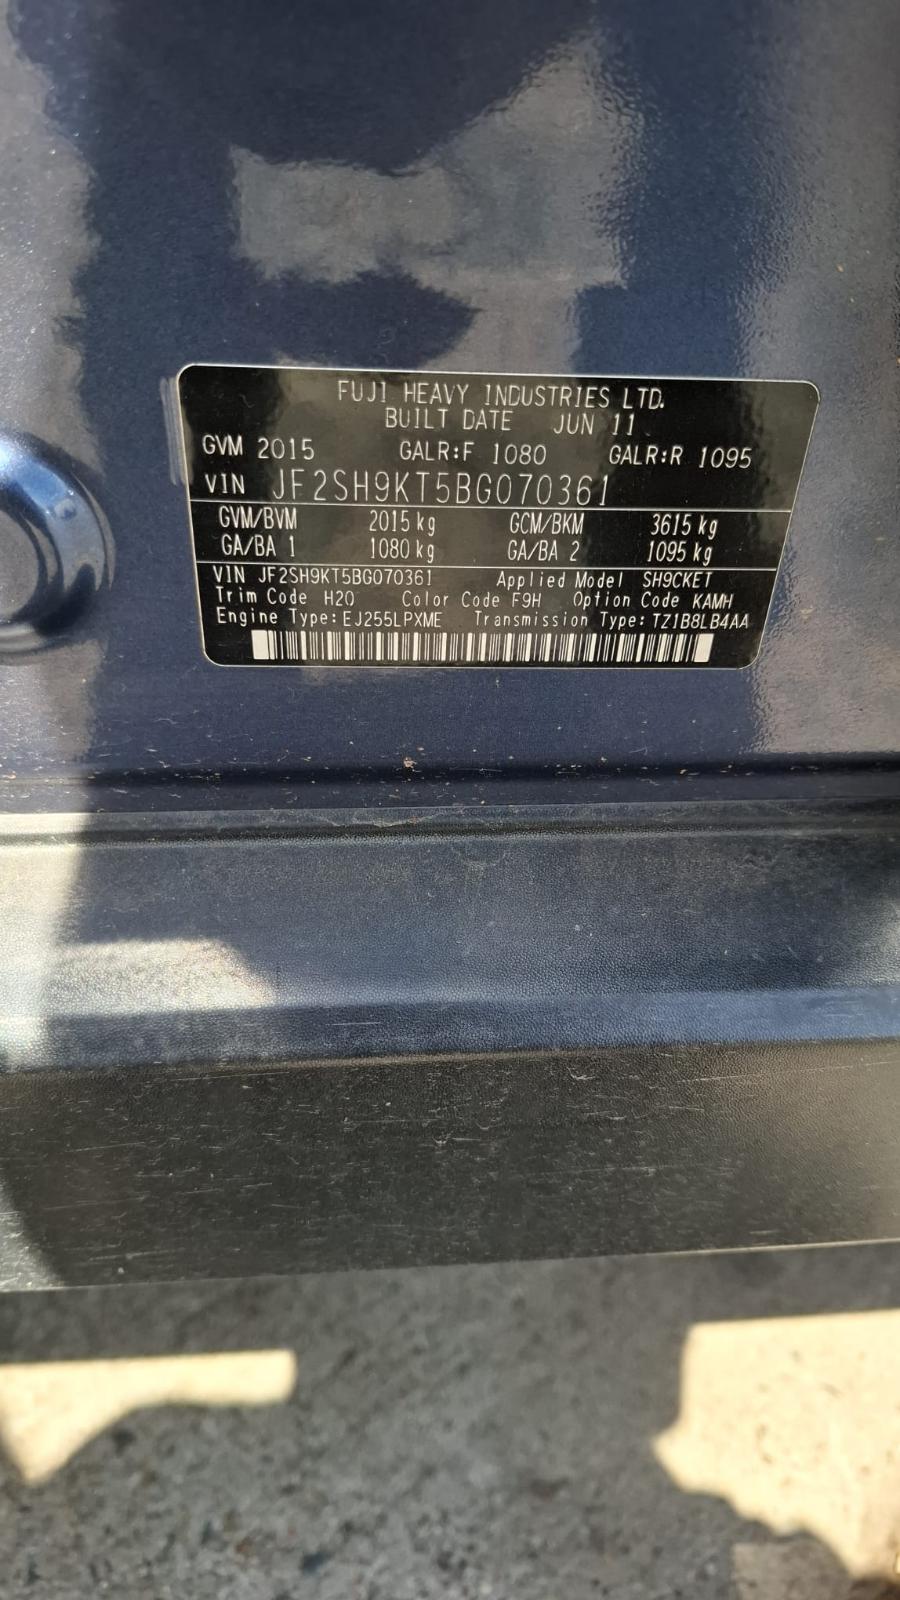 FUJI HEAVY INDUSTRIES LTD.
BUILT DATE JUN 11
GVM 2015 GALR:F 1080 GALR:R 1095
VIN JF2SH9KT5BG070361
GVM/BVM 2015 kg GCM/BKM 3615 kg
GA/BA 1 1080 kg GA/BA 2 1095 kg
VIN JF2SH9KT5BG070361 Applied Model SH9CKET
Trim Code H20 Color Code F9H Option Code KAMH
Engine Type: EJ255LPXME Transmission Type: TZ1B8LB4AA